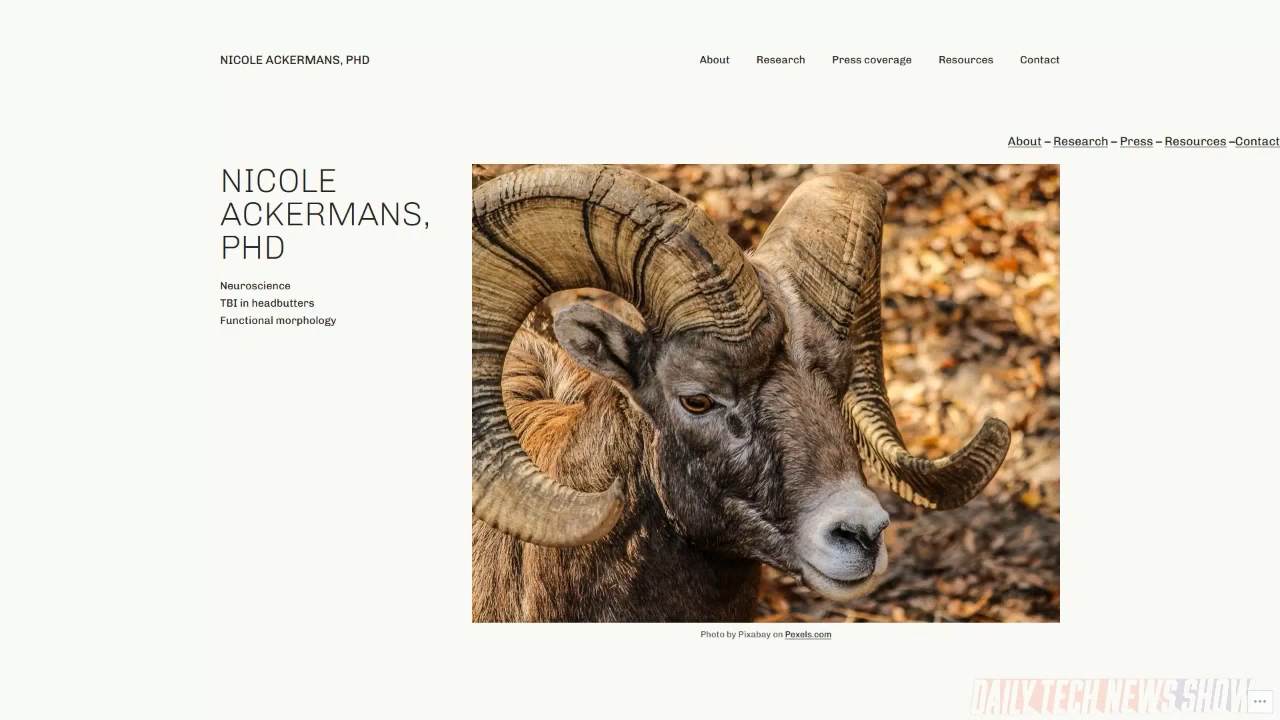 NICOLE ACKERMANS, PHD
About Research Press coverage Resources Contact
About – Research – Press – Resources –Contact
NICOLE
ACKERMANS,
PHD
Neuroscience
TBI in headbutters
Functional morphology
Photo by Pixabay on Pexels.com
DAILY TECH NEWS SHOW